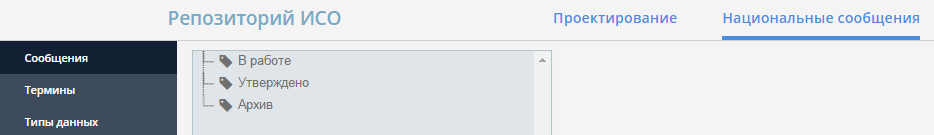 Репозиторий ИСО
Проектирование
Национальные сообщения
Сообщения
Термины
Типы данных
В работе
Утверждено
Архив